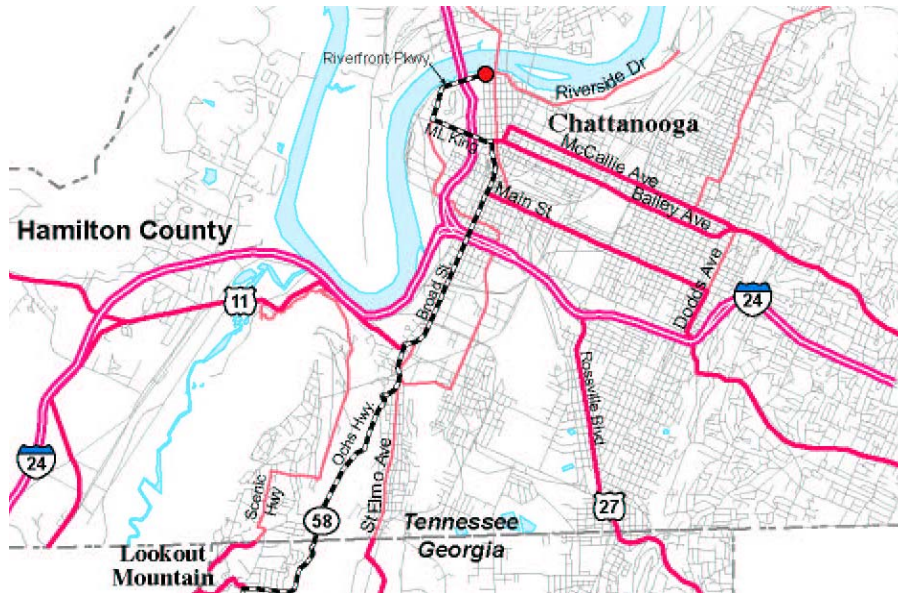 Riverfront Pkwy
Riverside Dr
Chattanooga
ML King
McCallie Ave
Bailey Ave
Main St
Hamilton County
11
Broad St
Dodds Ave
24
Rossville Blvd
Ochs Hwy.
24
Scenic
Hwy
St Elmo Ave
58
27
Tennessee
Georgia
Lookout
Mountain